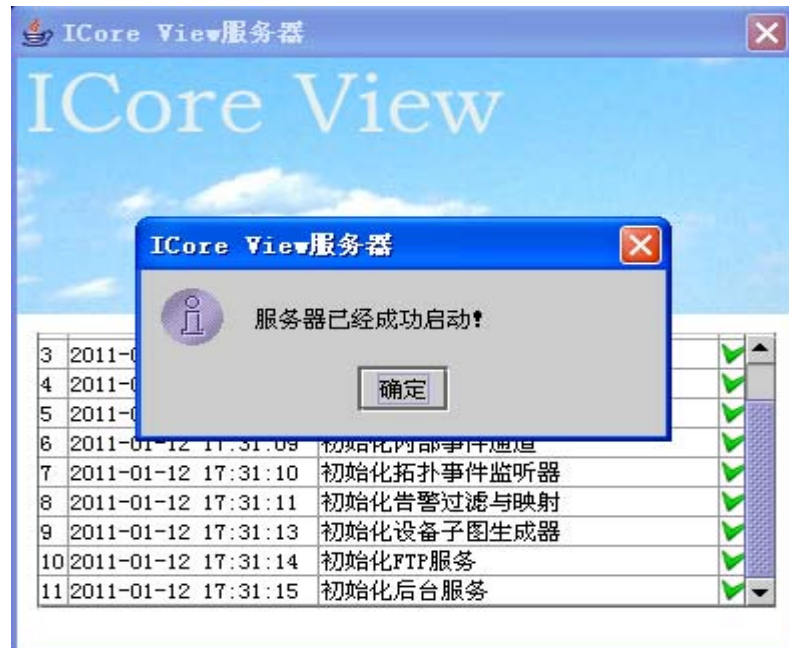 ICore View服务器
ICore View
ICore View服务器
服务器已经成功启动!
确定
3 2011-0
4 2011-0
5 2011-0
6 2011-01-12 17:31:09 初始化内部事件通道
7 2011-01-12 17:31:10 初始化拓扑事件监听器
8 2011-01-12 17:31:11 初始化告警过滤与映射
9 2011-01-12 17:31:13 初始化设备子图生成器
10 2011-01-12 17:31:14 初始化FTP服务
11 2011-01-12 17:31:15 初始化后台服务